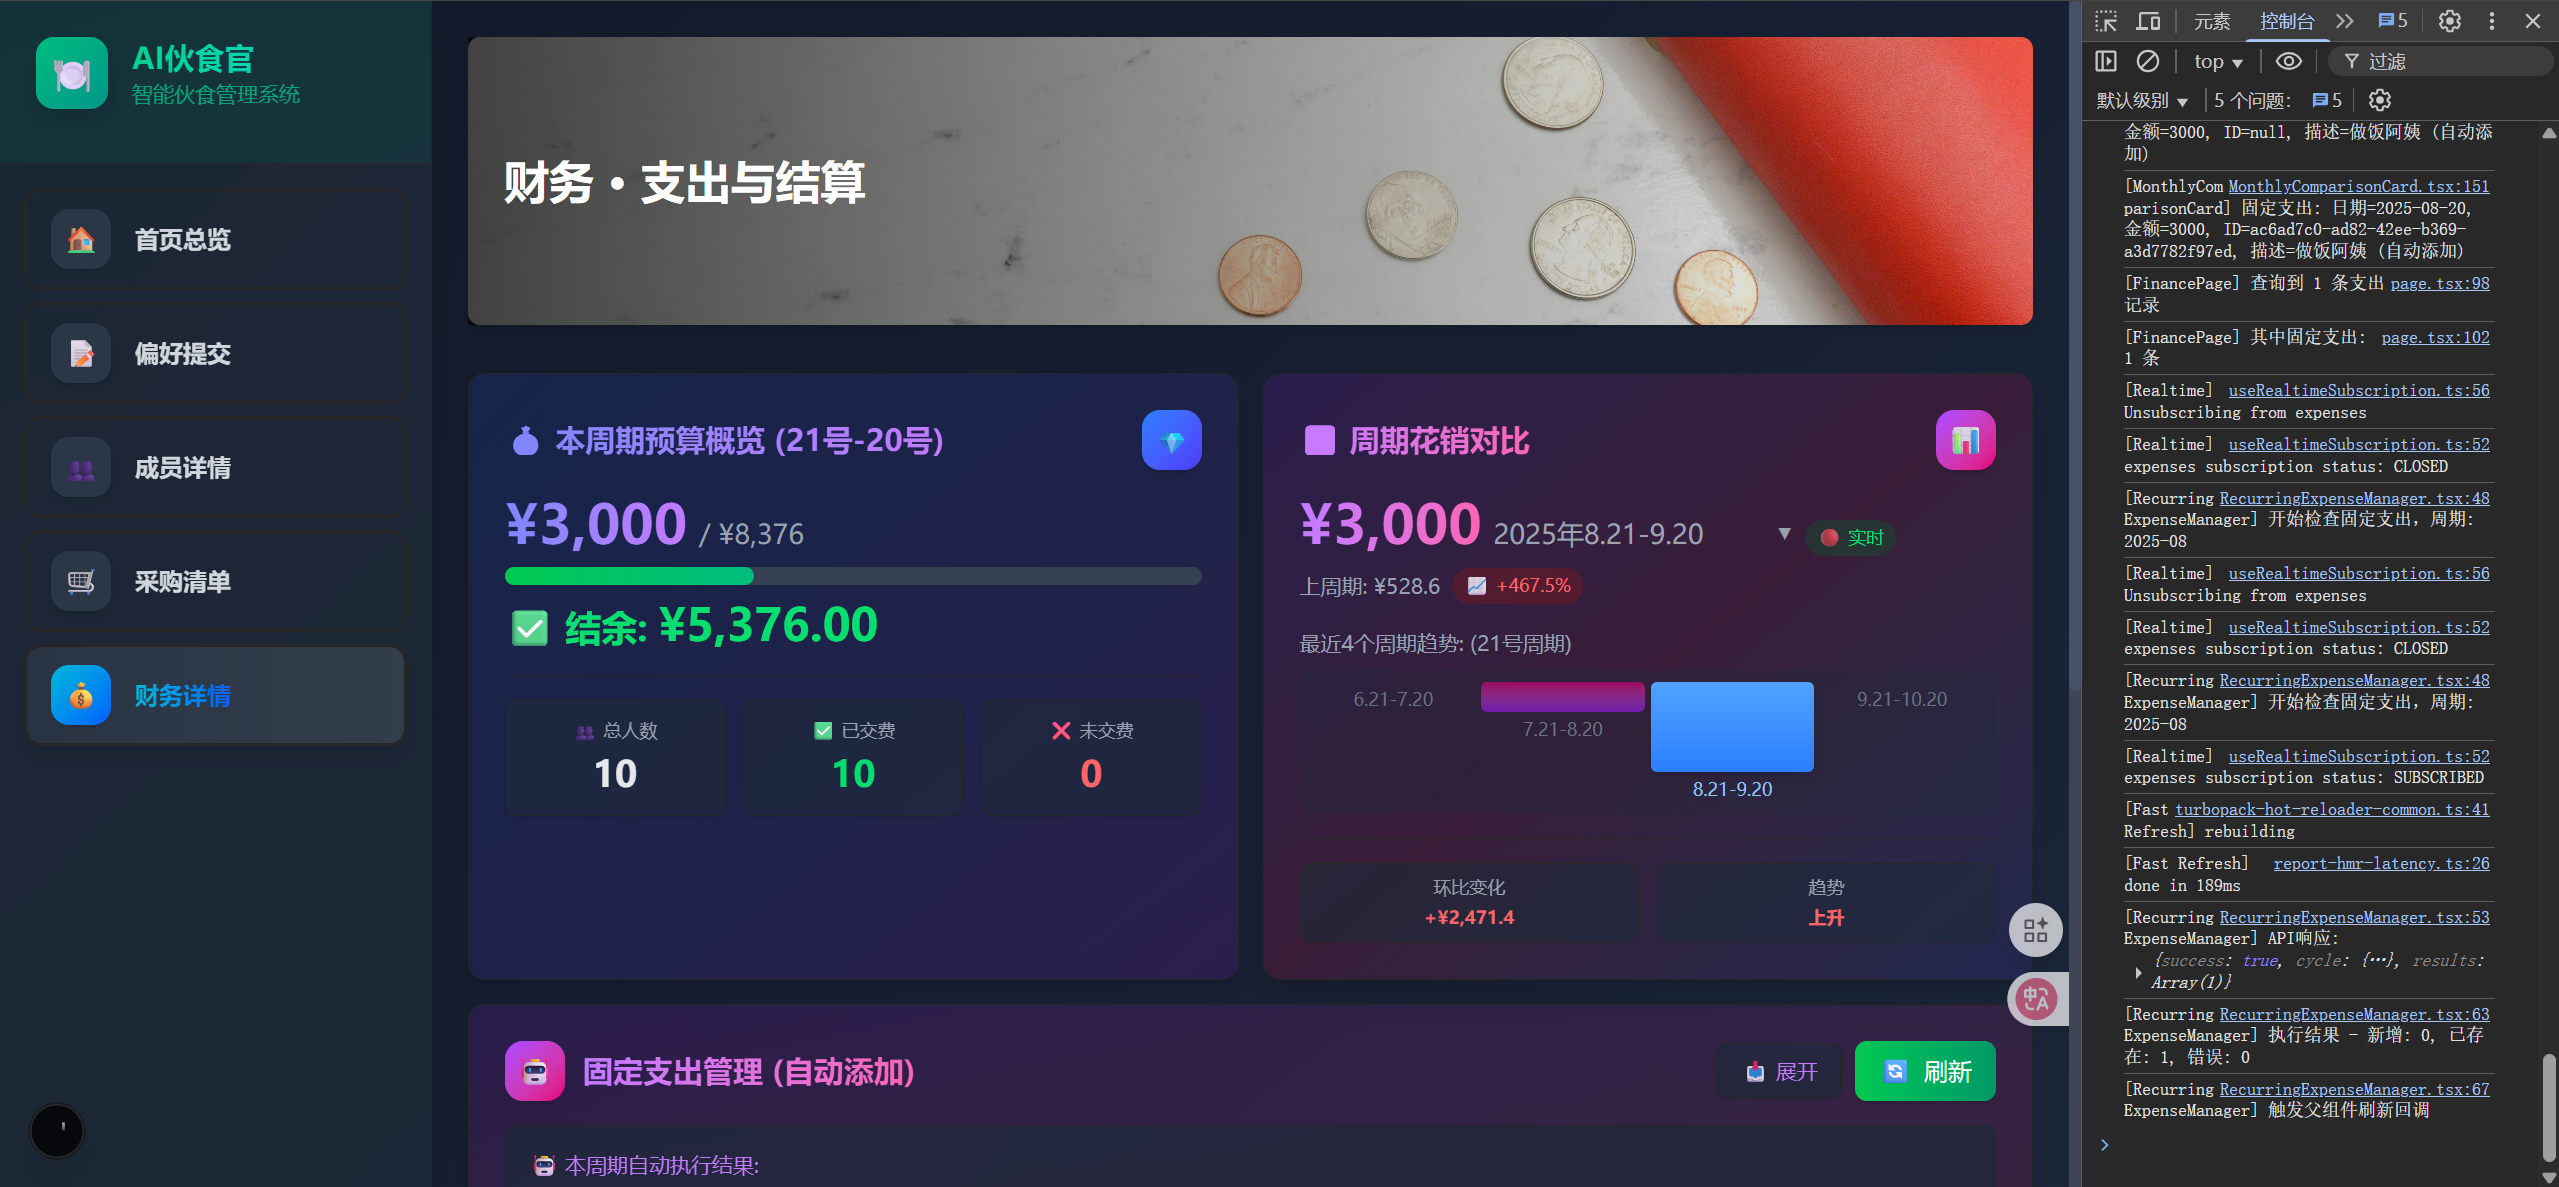 AI伙食官
智能伙食管理系统
首页总览
偏好提交
成员详情
采购清单
财务详情
财务·支出与结算
本周期预算概览 (21号-20号)
¥3,000 / ¥8,376
结余: ¥5,376.00
总人数
10
已交费
10
未交费
0
周期花销对比
¥3,000 2025年8.21-9.20 ▼ 实时
上周期: ¥528.6 +467.5%
最近4个周期趋势: (21号周期)
6.21-7.20
7.21-8.20
8.21-9.20
9.21-10.20
环比变化
+¥2,471.4
趋势
上升
固定支出管理 (自动添加)
展开
刷新
本周期自动执行结果:
中A
元素
控制台
5
top ▼
过滤
默认级别 ▼
5 个问题:
5
金额=3000, ID=null, 描述=做饭阿姨 (自动添
加)
[MonthlyCom MonthlyComparisonCard.tsx:151
parisonCard] 固定支出: 日期=2025-08-20,
金额=3000, ID=ac6ad7c0-ad82-42ee-b369-
a3d7782f97ed, 描述=做饭阿姨 (自动添加)
[FinancePage] 查询到 1 条支出 page.tsx:98
记录
[FinancePage] 其中固定支出: page.tsx:102
1 条
[Realtime] useRealtimeSubscription.ts:56
Unsubscribing from expenses
[Realtime] useRealtimeSubscription.ts:52
expenses subscription status: CLOSED
[Recurring RecurringExpenseManager.tsx:48
ExpenseManager] 开始检查固定支出，周期:
2025-08
[Realtime] useRealtimeSubscription.ts:56
Unsubscribing from expenses
[Realtime] useRealtimeSubscription.ts:52
expenses subscription status: CLOSED
[Recurring RecurringExpenseManager.tsx:48
ExpenseManager] 开始检查固定支出，周期:
2025-08
[Realtime] useRealtimeSubscription.ts:52
expenses subscription status: SUBSCRIBED
[Fast turbopack-hot-reloader-common.ts:41
Refresh] rebuilding
[Fast Refresh] report-hmr-latency.ts:26
done in 189ms
[Recurring RecurringExpenseManager.tsx:53
ExpenseManager] API响应:
{success: true, cycle: {…}, results:
Array(1)}
[Recurring RecurringExpenseManager.tsx:63
ExpenseManager] 执行结果 - 新增: 0, 已存
在: 1, 错误: 0
[Recurring RecurringExpenseManager.tsx:67
ExpenseManager] 触发父组件刷新回调